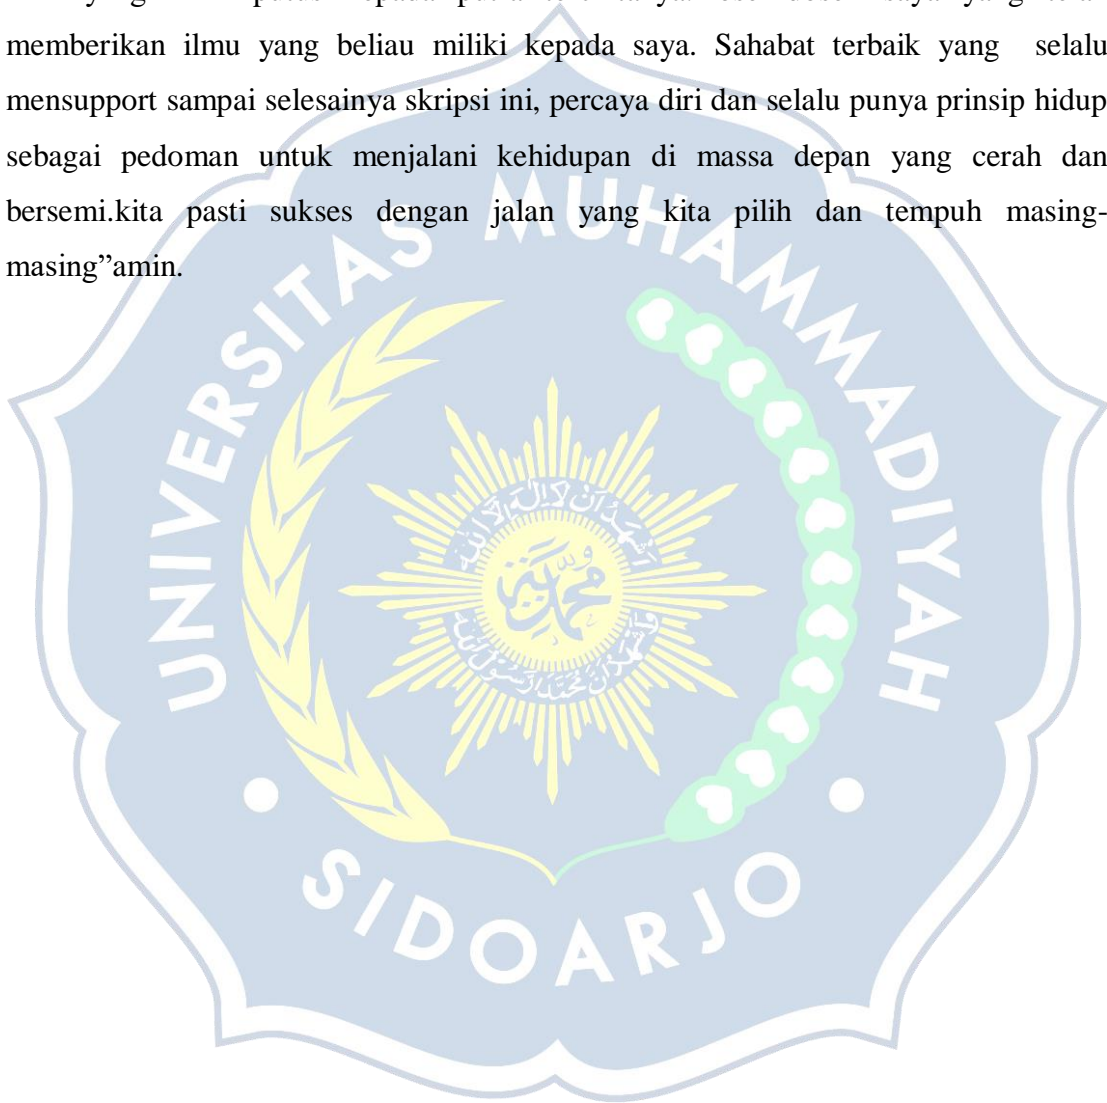 memberikan ilmu yang beliau miliki kepada saya. Sahabat terbaik yang selalu
mensupport sampai selesainya skripsi ini, percaya diri dan selalu punya prinsip hidup
sebagai pedoman untuk menjalani kehidupan di massa depan yang cerah dan
bersemi.kita pasti sukses dengan jalan yang kita pilih dan tempuh masing-
masing”amin.
UNIVERSITAS MUHAMMADIYAH
SIDOARJO